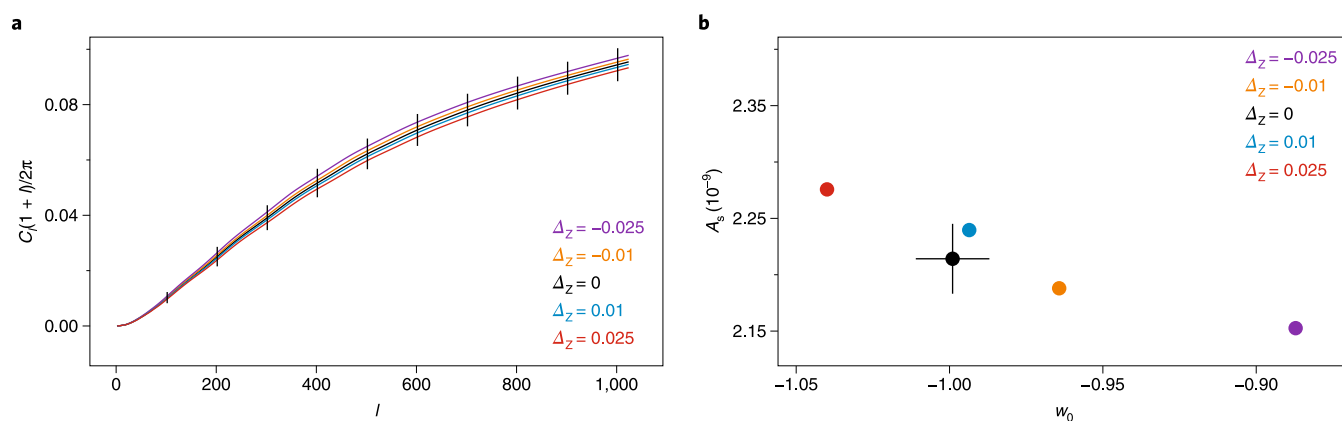 a
C_l(1 + l)/2π
0.08
0.04
0.00
Δ_Z = −0.025
Δ_Z = −0.01
Δ_Z = 0
Δ_Z = 0.01
Δ_Z = 0.025
0 200 400 600 800 1,000
l
b
A_s (10⁻⁹)
2.35
2.25
2.15
Δ_Z = −0.025
Δ_Z = −0.01
Δ_Z = 0
Δ_Z = 0.01
Δ_Z = 0.025
−1.05 −1.00 −0.95 −0.90
w_0